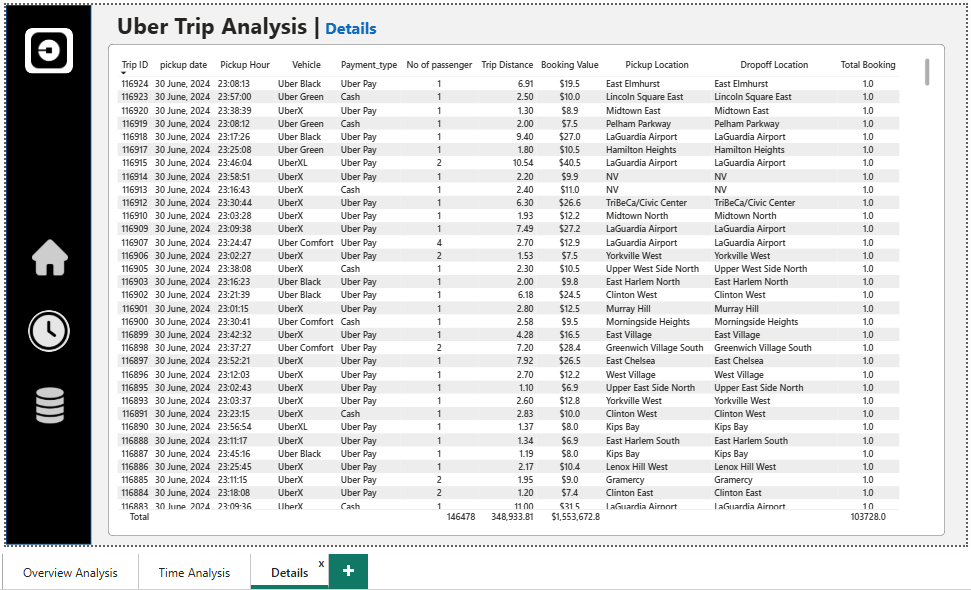 Uber Trip Analysis | Details
Trip ID pickup date Pickup Hour Vehicle Payment_type No of passenger Trip Distance Booking Value Pickup Location Dropoff Location Total Booking
116924 30 June, 2024 23:08:13 Uber Black Uber Pay 1 6.91 $19.5 East Elmhurst East Elmhurst 1.0
116923 30 June, 2024 23:57:00 Uber Green Cash 1 2.50 $10.0 Lincoln Square East Lincoln Square East 1.0
116920 30 June, 2024 23:38:39 UberX Uber Pay 1 1.30 $8.9 Midtown East Midtown East 1.0
116919 30 June, 2024 23:08:12 Uber Green Cash 1 2.00 $7.5 Pelham Parkway Pelham Parkway 1.0
116918 30 June, 2024 23:17:26 Uber Black Uber Pay 1 9.40 $27.0 LaGuardia Airport LaGuardia Airport 1.0
116917 30 June, 2024 23:25:08 Uber Green Uber Pay 1 1.80 $10.5 Hamilton Heights Hamilton Heights 1.0
116915 30 June, 2024 23:46:04 UberXL Uber Pay 2 10.54 $40.5 LaGuardia Airport LaGuardia Airport 1.0
116914 30 June, 2024 23:58:51 UberX Uber Pay 1 2.20 $9.9 NV NV 1.0
116913 30 June, 2024 23:16:43 UberX Cash 1 2.40 $11.0 NV NV 1.0
116912 30 June, 2024 23:30:44 UberX Uber Pay 1 6.30 $26.6 TriBeCa/Civic Center TriBeCa/Civic Center 1.0
116910 30 June, 2024 23:03:28 UberX Uber Pay 1 1.93 $12.2 Midtown North Midtown North 1.0
116909 30 June, 2024 23:09:38 UberX Uber Pay 1 7.49 $27.2 LaGuardia Airport LaGuardia Airport 1.0
116907 30 June, 2024 23:24:47 Uber Comfort Uber Pay 4 2.70 $12.9 LaGuardia Airport LaGuardia Airport 1.0
116906 30 June, 2024 23:02:27 UberX Uber Pay 2 1.53 $7.5 Yorkville West Yorkville West 1.0
116905 30 June, 2024 23:38:08 UberX Cash 1 2.30 $10.5 Upper West Side North Upper West Side North 1.0
116903 30 June, 2024 23:16:23 Uber Black Uber Pay 1 2.00 $9.8 East Harlem North East Harlem North 1.0
116902 30 June, 2024 23:21:39 Uber Black Uber Pay 1 6.18 $24.5 Clinton West Clinton West 1.0
116901 30 June, 2024 23:01:15 UberX Uber Pay 1 2.80 $12.5 Murray Hill Murray Hill 1.0
116900 30 June, 2024 23:30:41 Uber Comfort Cash 1 2.58 $9.5 Morningside Heights Morningside Heights 1.0
116899 30 June, 2024 23:42:32 UberX Uber Pay 1 4.28 $16.5 East Village East Village 1.0
116898 30 June, 2024 23:37:27 Uber Comfort Uber Pay 2 7.20 $28.4 Greenwich Village South Greenwich Village South 1.0
116897 30 June, 2024 23:52:21 UberX Uber Pay 1 7.92 $26.5 East Chelsea East Chelsea 1.0
116896 30 June, 2024 23:12:03 UberX Uber Pay 1 2.70 $12.2 West Village West Village 1.0
116895 30 June, 2024 23:02:43 UberX Uber Pay 1 1.10 $6.9 Upper East Side North Upper East Side North 1.0
116893 30 June, 2024 23:03:37 UberX Uber Pay 1 2.60 $12.8 Yorkville West Yorkville West 1.0
116891 30 June, 2024 23:23:15 UberX Cash 1 2.83 $10.0 Clinton West Clinton West 1.0
116890 30 June, 2024 23:56:54 UberXL Uber Pay 1 1.37 $8.0 Kips Bay Kips Bay 1.0
116888 30 June, 2024 23:11:17 UberX Uber Pay 1 1.34 $6.9 East Harlem South East Harlem South 1.0
116887 30 June, 2024 23:45:16 Uber Black Uber Pay 1 1.19 $8.0 Kips Bay Kips Bay 1.0
116886 30 June, 2024 23:25:45 UberX Uber Pay 1 2.17 $10.4 Lenox Hill West Lenox Hill West 1.0
116885 30 June, 2024 23:11:15 UberX Uber Pay 2 1.95 $9.0 Gramercy Gramercy 1.0
116884 30 June, 2024 23:18:08 UberX Uber Pay 2 1.20 $7.4 Clinton East Clinton East 1.0
116883 30 June, 2024 23:09:36 UberX Cash 1 11.00 $31.5 LaGuardia Airport LaGuardia Airport 1.0
Total 146478 348,933.81 $1,553,672.8 103728.0
Overview Analysis Time Analysis Details x +